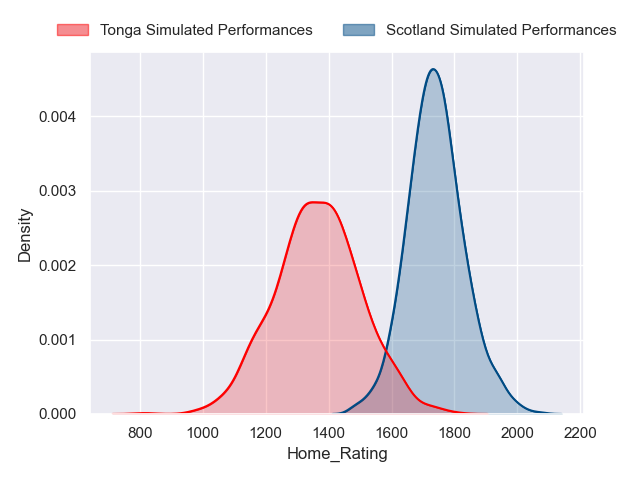 Tonga Simulated Performances
Scotland Simulated Performances
0.004
0.003
0.002
0.001
0.000
Density
800 1000 1200 1400 1600 1800 2000 2200
Home_Rating